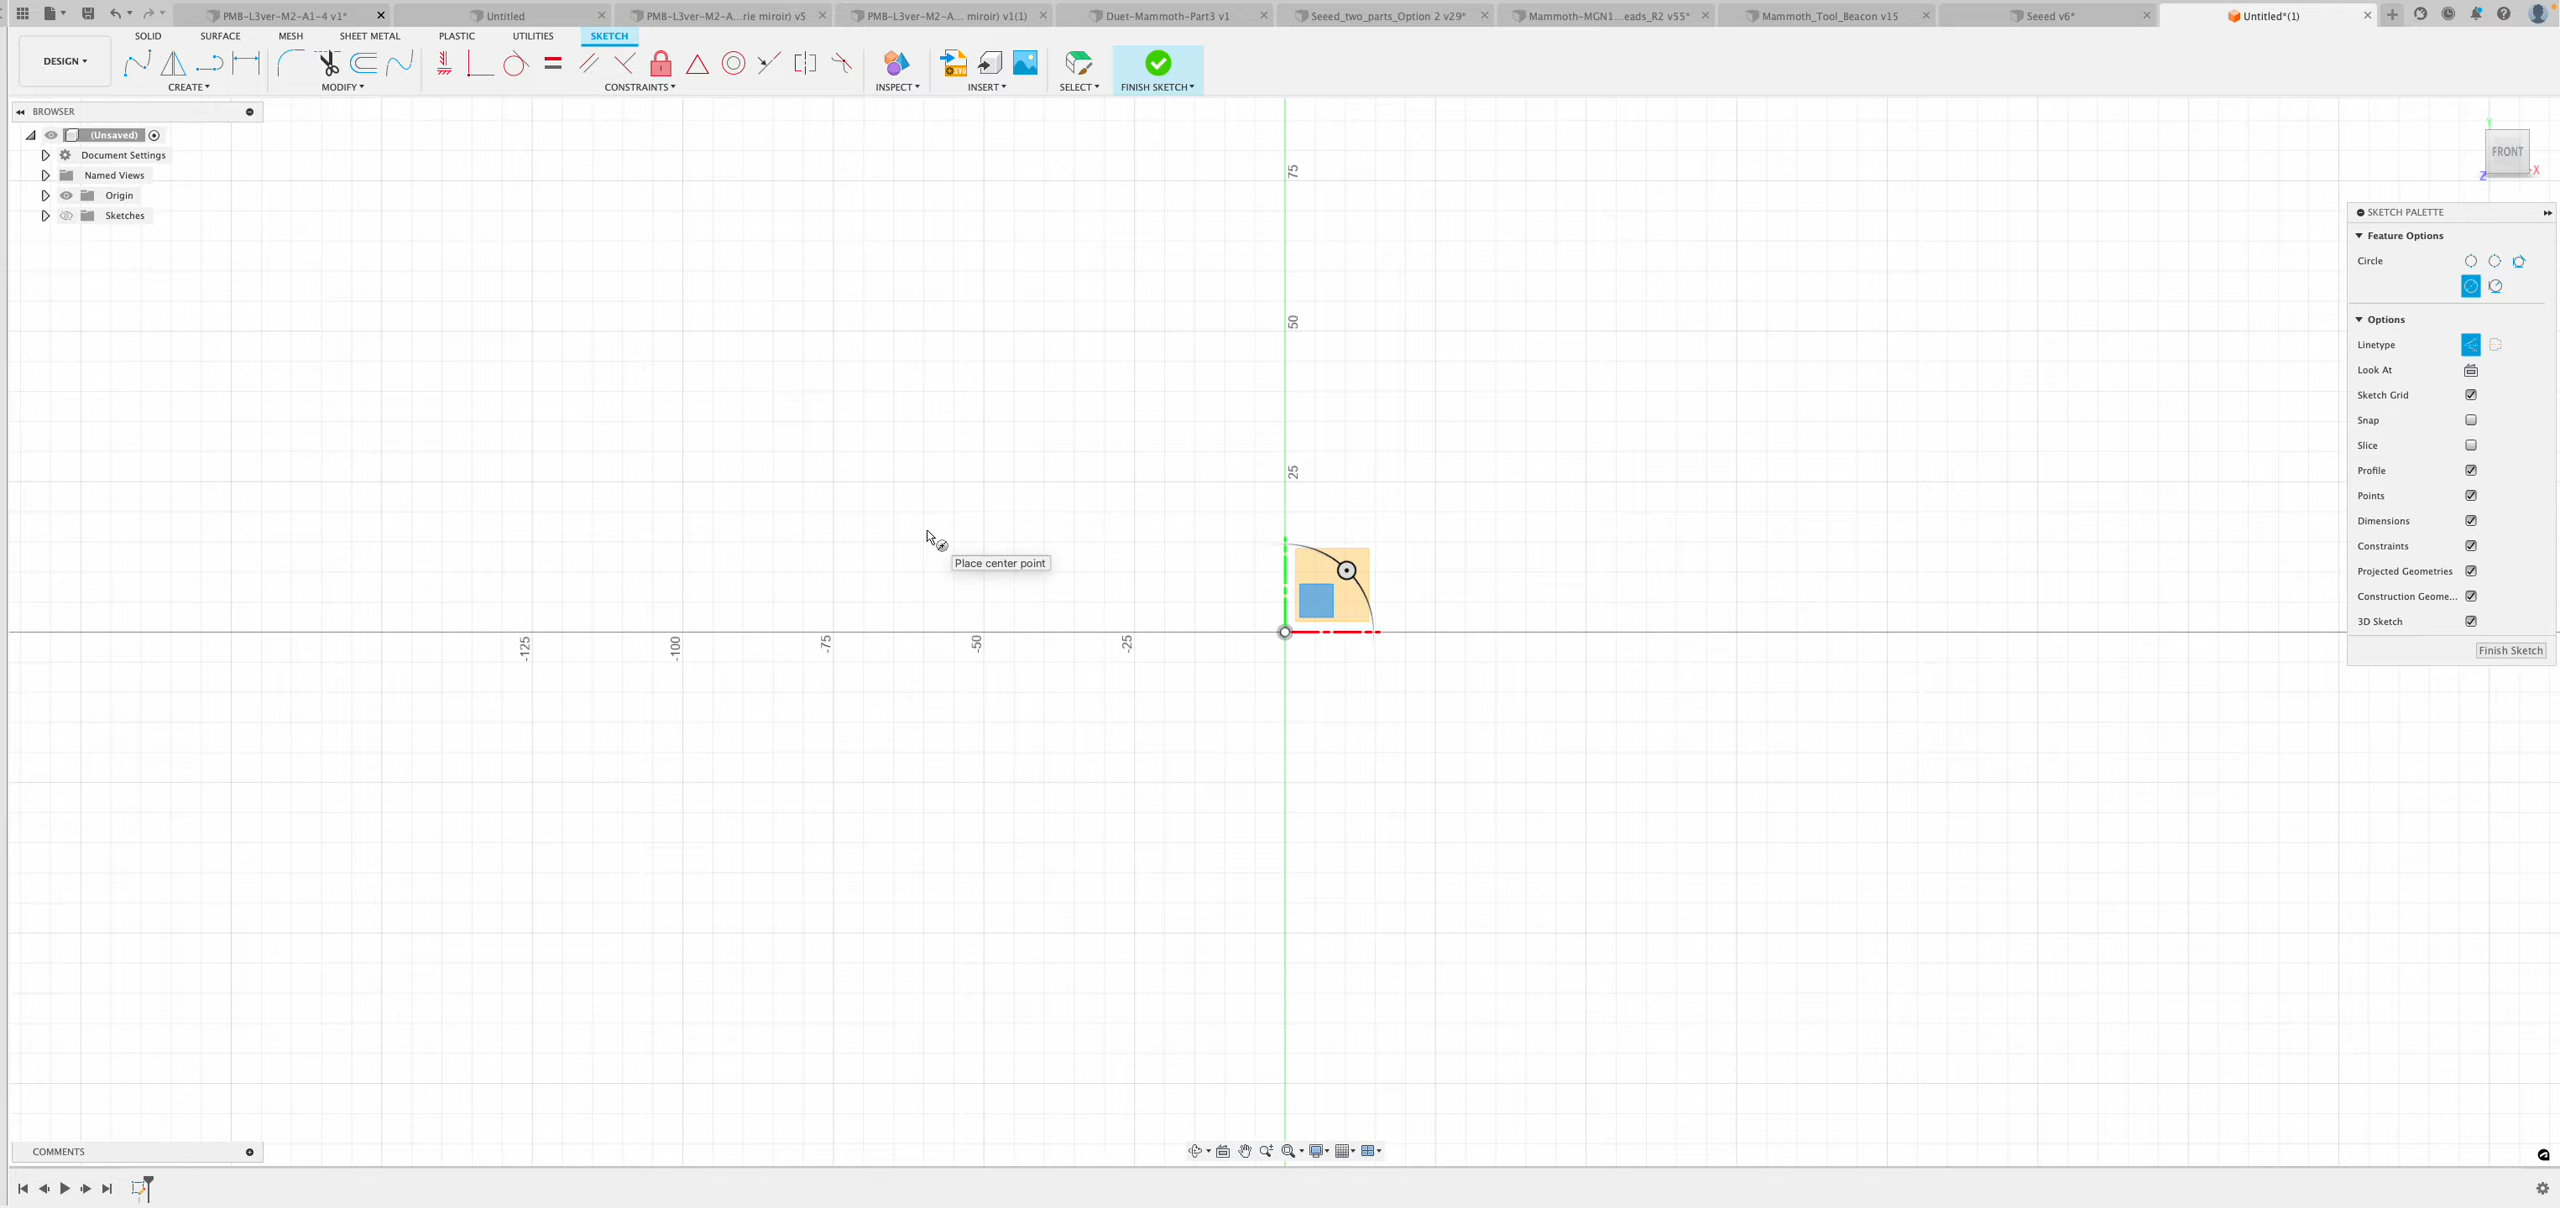 PMB-L3ver-M2-A1-4 v1*
Untitled
PMB-L3ver-M2-A...rie miroir) v5
PMB-L3ver-M2-A... miroir) v1(1)
Duet-Mammoth-Part3 v1
Seeed_two_parts_Option 2 v29*
Mammoth-MGN1...eads_R2 v55*
Mammoth_Tool_Beacon v15
Seeed v6*
Untitled*(1)
SOLID
SURFACE
MESH
SHEET METAL
PLASTIC
UTILITIES
SKETCH
DESIGN
CREATE
MODIFY
CONSTRAINTS
INSPECT
INSERT
SELECT
FINISH SKETCH
BROWSER
(Unsaved)
Document Settings
Named Views
Origin
Sketches
Y
FRONT
X
Z
75
50
25
-125
-100
-75
-50
-25
Place center point
SKETCH PALETTE
Feature Options
Circle
Options
Linetype
Look At
Sketch Grid
Snap
Slice
Profile
Points
Dimensions
Constraints
Projected Geometries
Construction Geome...
3D Sketch
Finish Sketch
COMMENTS